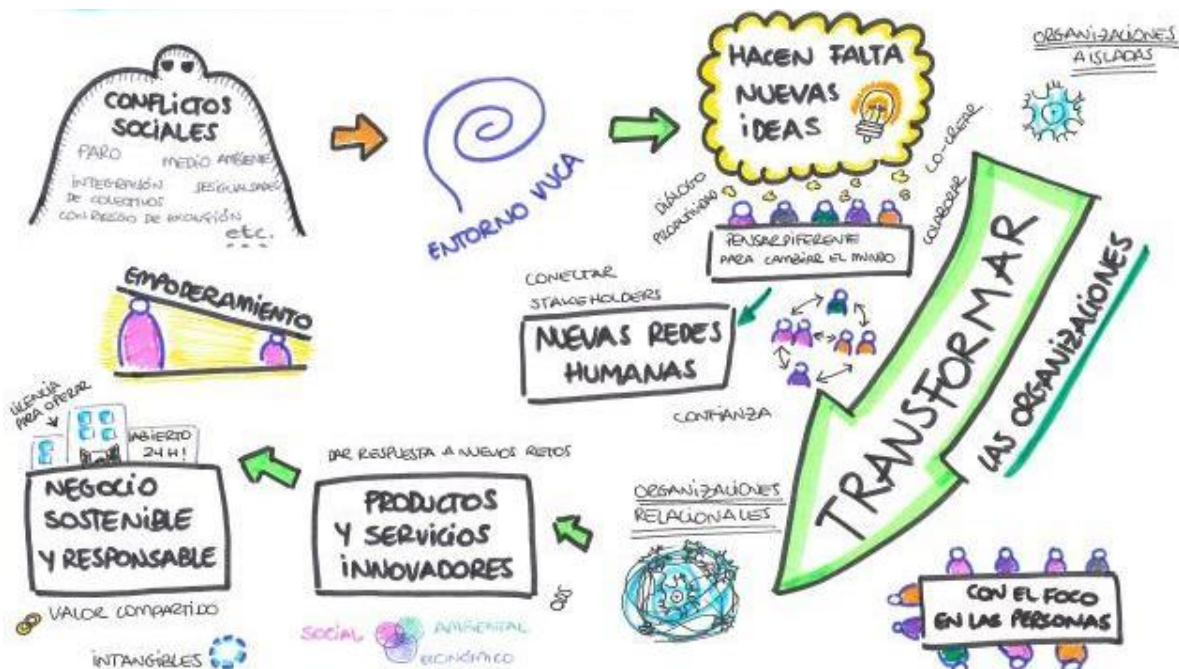 CONFLICTOS
SOCIALES
PARO
MEDIO AMBIENTE
INTEGRACIÓN
DE COLECTIVOS
CON RIESGO DE EXCLUSIÓN
DESIGUALDADES
etc.
ENTORNO VUCA
HACEN FALTA
NUEVAS
IDEAS
ORGANIZACIONES
AISLADAS
DIÁLOGO
CO-CREAR
COLABORAR
PENSAR DIFERENTE
PARA CAMBIAR EL MUNDO
EMPODERAMIENTO
CONECTAR
STAKEHOLDERS
NUEVAS REDES
HUMANAS
CONFIANZA
TRANSFORMAR
LAS ORGANIZACIONES
LICENCIA
PARA OPERAR
ABIERTO
24H!
NEGOCIO
SOSTENIBLE
Y RESPONSABLE
VALOR COMPARTIDO
INTANGIBLES
DAR RESPUESTA A NUEVOS RETOS
PRODUCTOS
Y SERVICIOS
INNOVADORES
SOCIAL
AMBIENTAL
ECONÓMICO
ORGANIZACIONES
RELACIONALES
CON EL FOCO
EN LAS PERSONAS